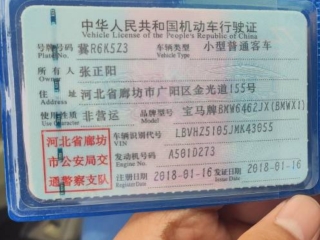 中华人民共和国机动车行驶证
Vehicle License of the People's Republic of China
号牌号码 冀R6K5Z3 车辆类型 小型普通客车
Plate No. Vehicle Type
所有人 张正阳
Owner
住址 河北省廊坊市广阳区金光道155号
Address
使用性质 非营运 品牌型号 宝马牌BMW6462JX(BMWX1)
Use Character Model
河北省廊坊市公安局交通警察支队
车辆识别代号 LBVHZ5105JMK43055
VIN
发动机号码 A501D273
Engine No.
注册日期 2018-01-16 发证日期 2018-01-16
Register Date Issue Date